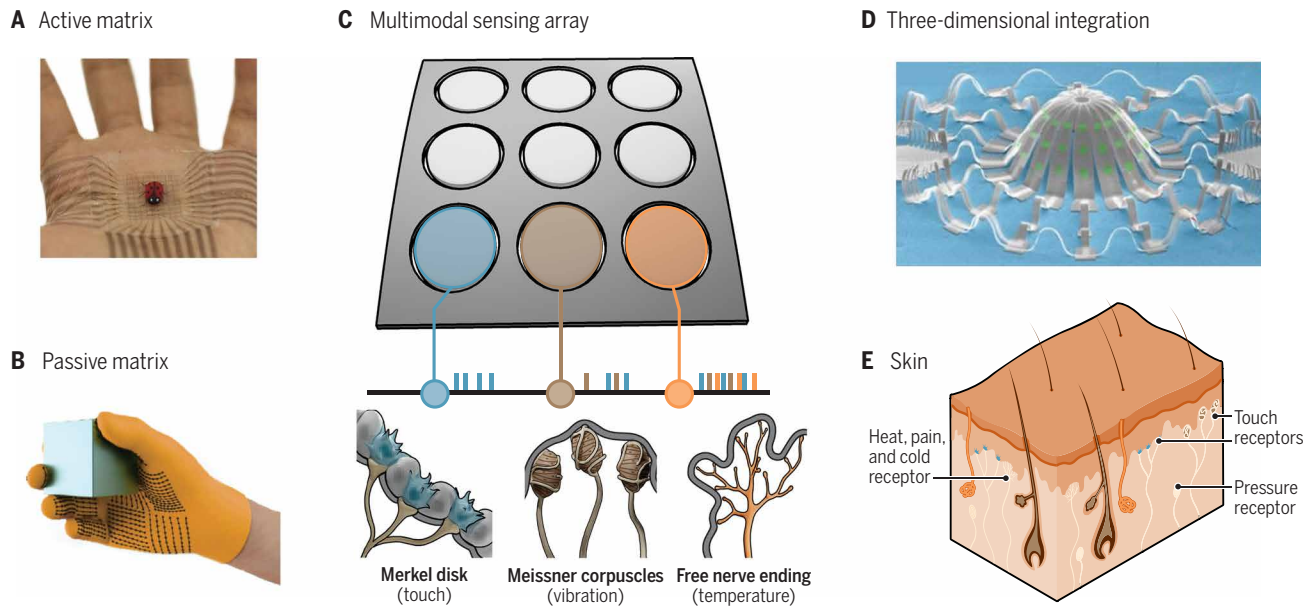 A Active matrix
B Passive matrix
C Multimodal sensing array
Merkel disk
(touch)
Meissner corpuscles
(vibration)
Free nerve ending
(temperature)
D Three-dimensional integration
E Skin
Heat, pain,
and cold
receptor
Touch
receptors
Pressure
receptor